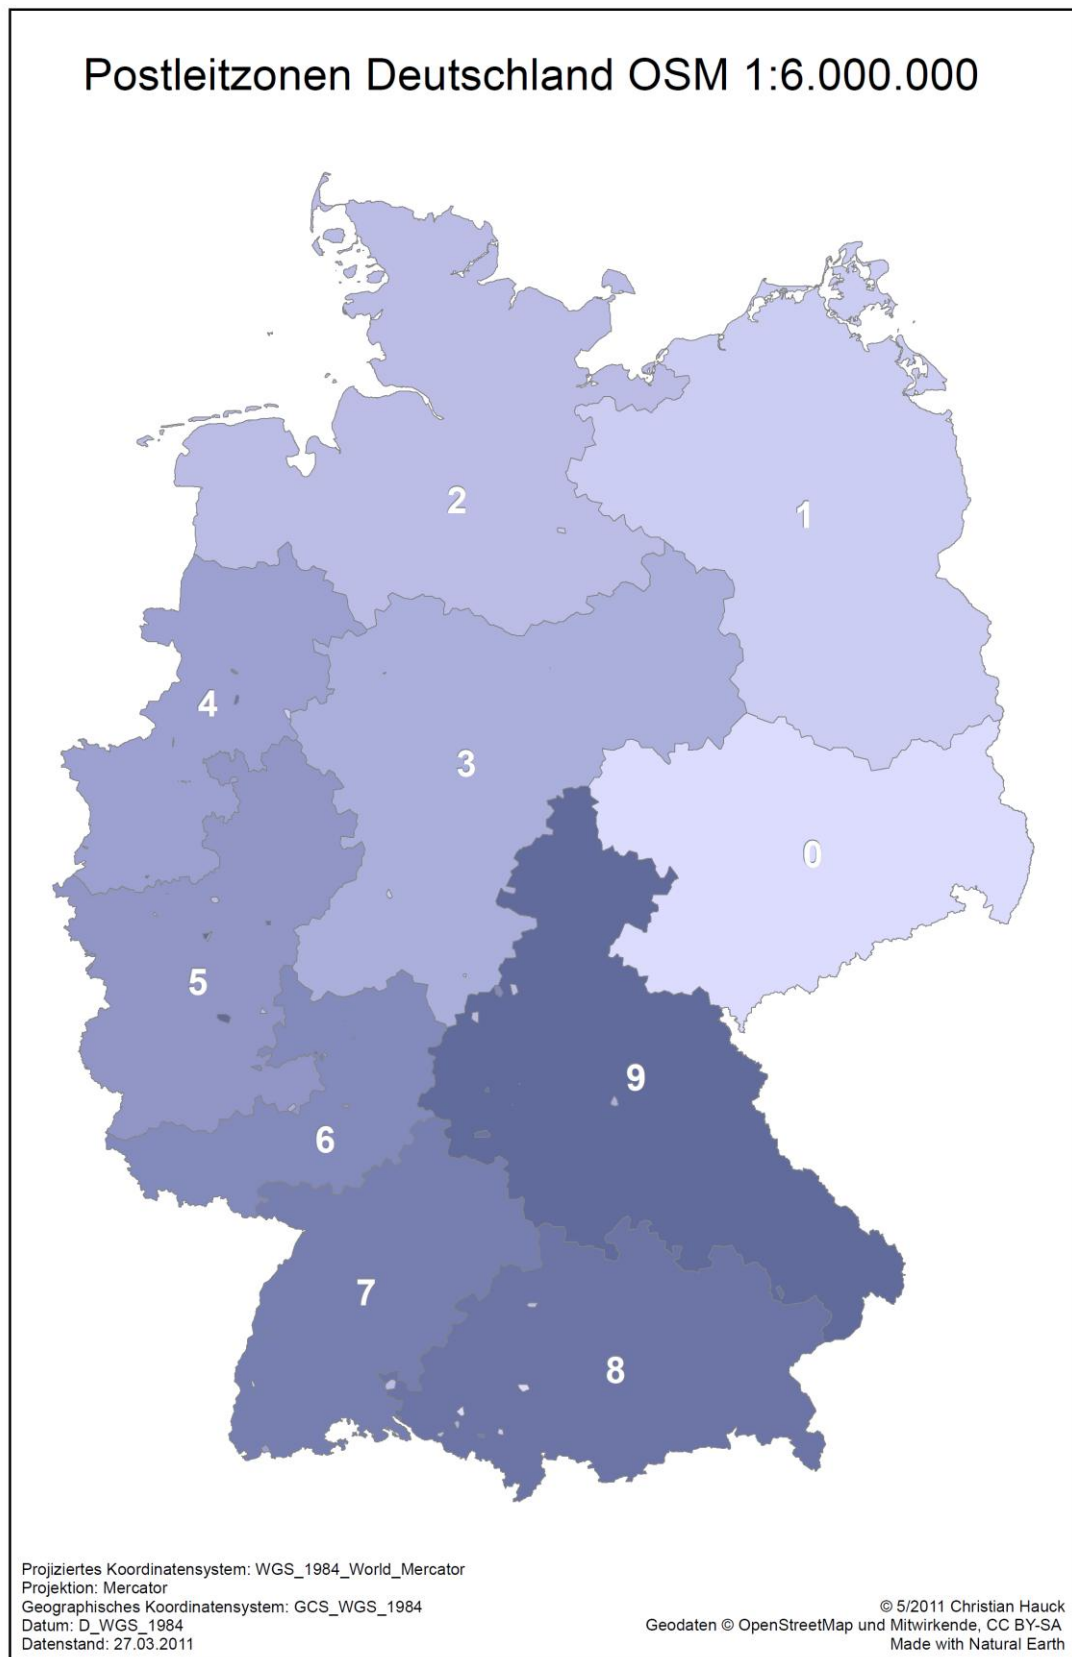 Postleitzonen Deutschland OSM 1:6.000.000
2
1
4
3
0
5
9
6
7
8
Projiziertes Koordinatensystem: WGS_1984_World_Mercator
Projektion: Mercator
Geographisches Koordinatensystem: GCS_WGS_1984
Datum: D_WGS_1984
Datenstand: 27.03.2011
© 5/2011 Christian Hauck
Geodaten © OpenStreetMap und Mitwirkende, CC BY-SA
Made with Natural Earth